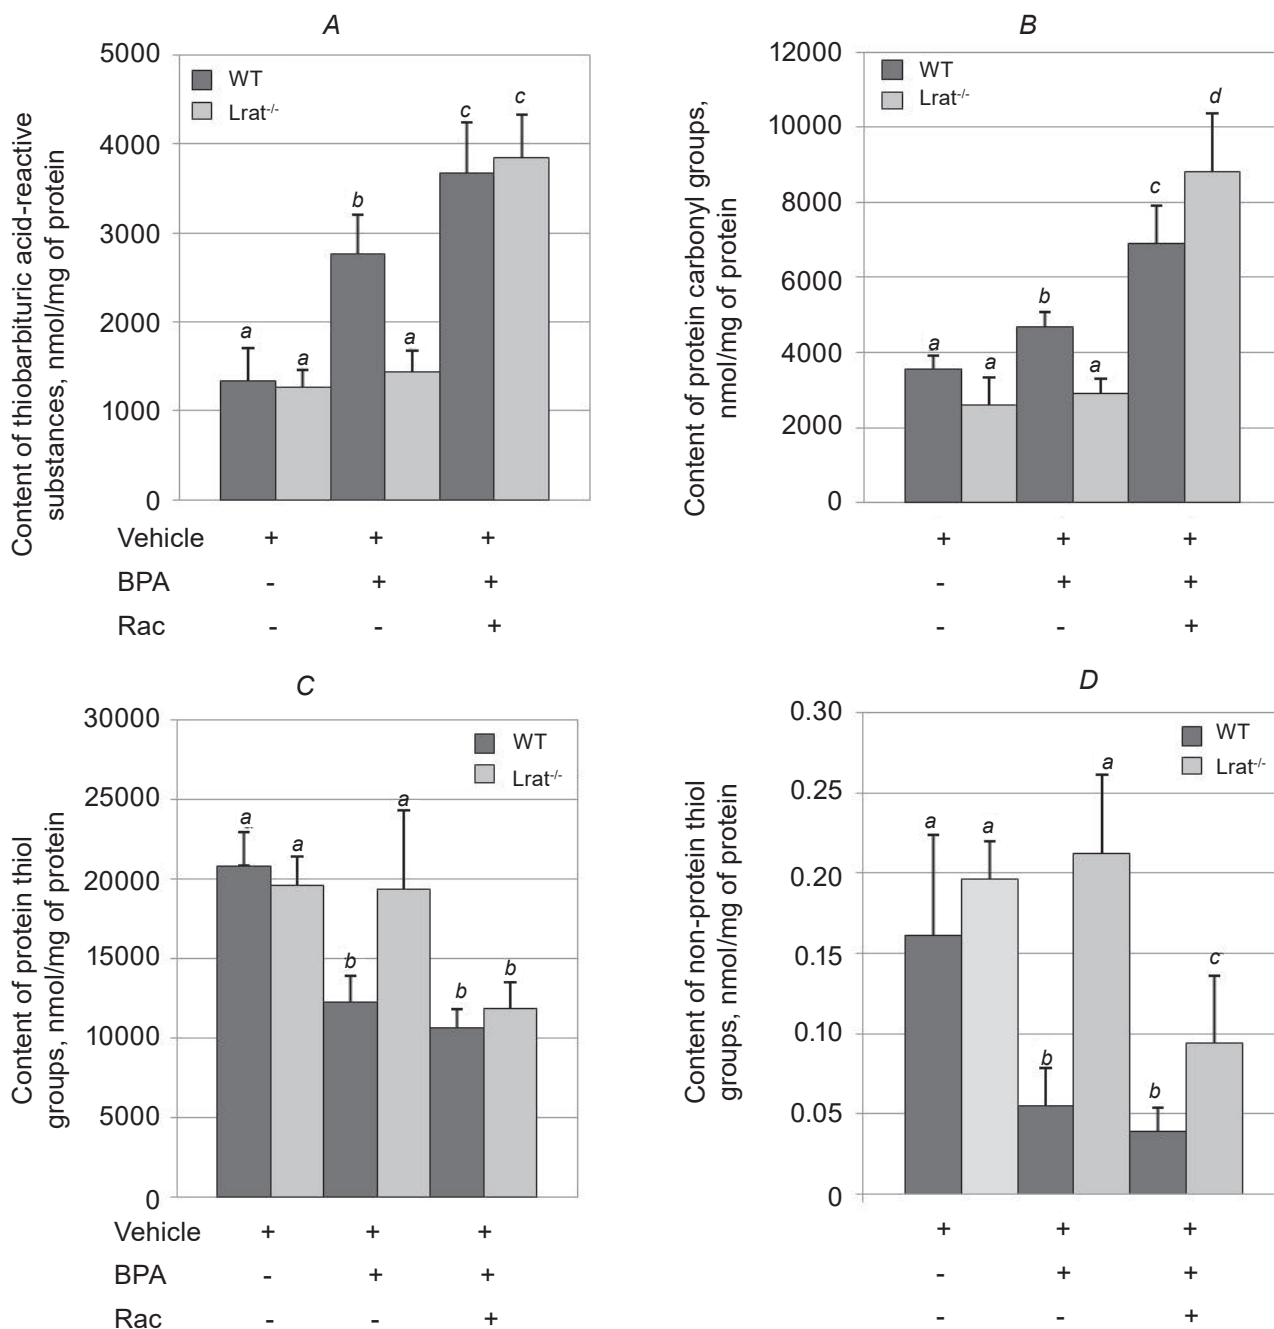 A
Content of thiobarbituric acid-reactive
substances, nmol/mg of protein
5000
4000
3000
2000
1000
0
WT
Lrat-/-
a
a
b
a
c
c
Vehicle + + +
BPA - + +
Rac - - +
B
Content of protein carbonyl groups,
nmol/mg of protein
12000
10000
8000
6000
4000
2000
0
WT
Lrat-/-
a
a
b
a
c
d
+ + +
- + +
- - +
C
Content of protein thiol
groups, nmol/mg of protein
30000
25000
20000
15000
10000
5000
0
WT
Lrat-/-
a
a
b
a
b
b
Vehicle + + +
BPA - + +
Rac - - +
D
Content of non-protein thiol
groups, nmol/mg of protein
0.30
0.25
0.20
0.15
0.10
0.05
0
WT
Lrat-/-
a
a
b
a
b
c
+ + +
- + +
- - +